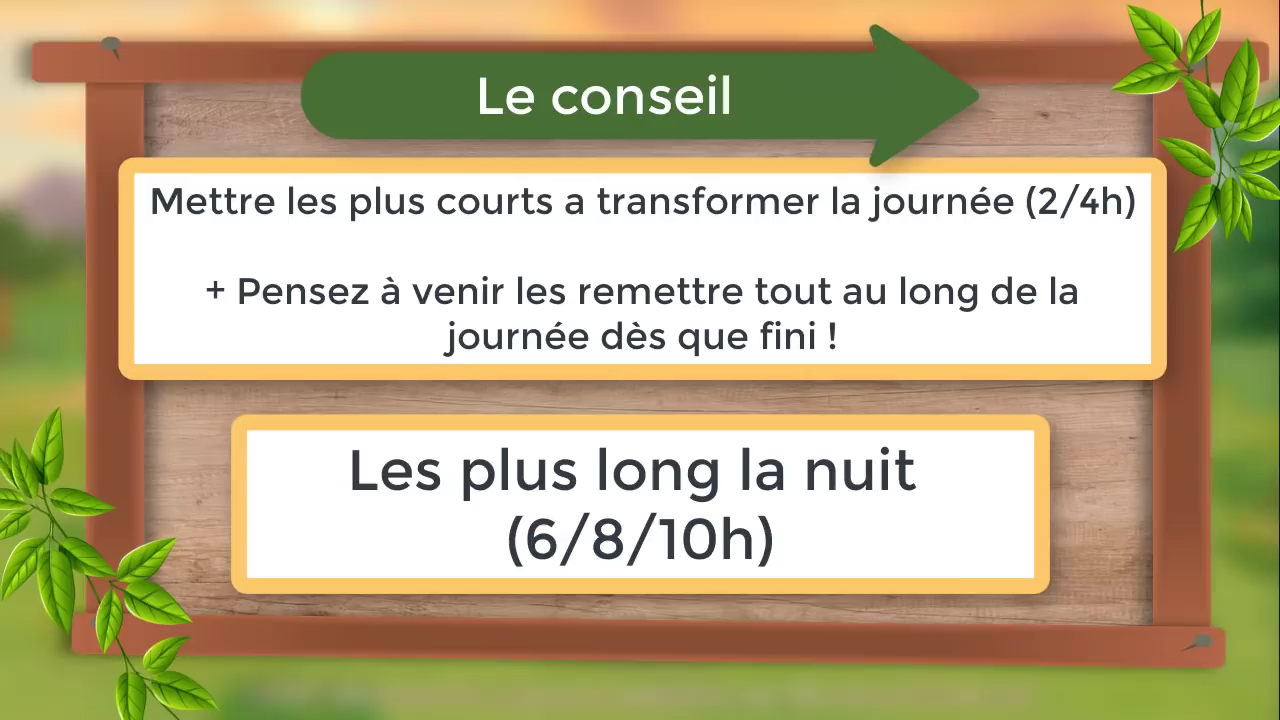 Le conseil
Mettre les plus courts a transformer la journée (2/4h)
+ Pensez à venir les remettre tout au long de la
journée dès que fini !
Les plus long la nuit
(6/8/10h)